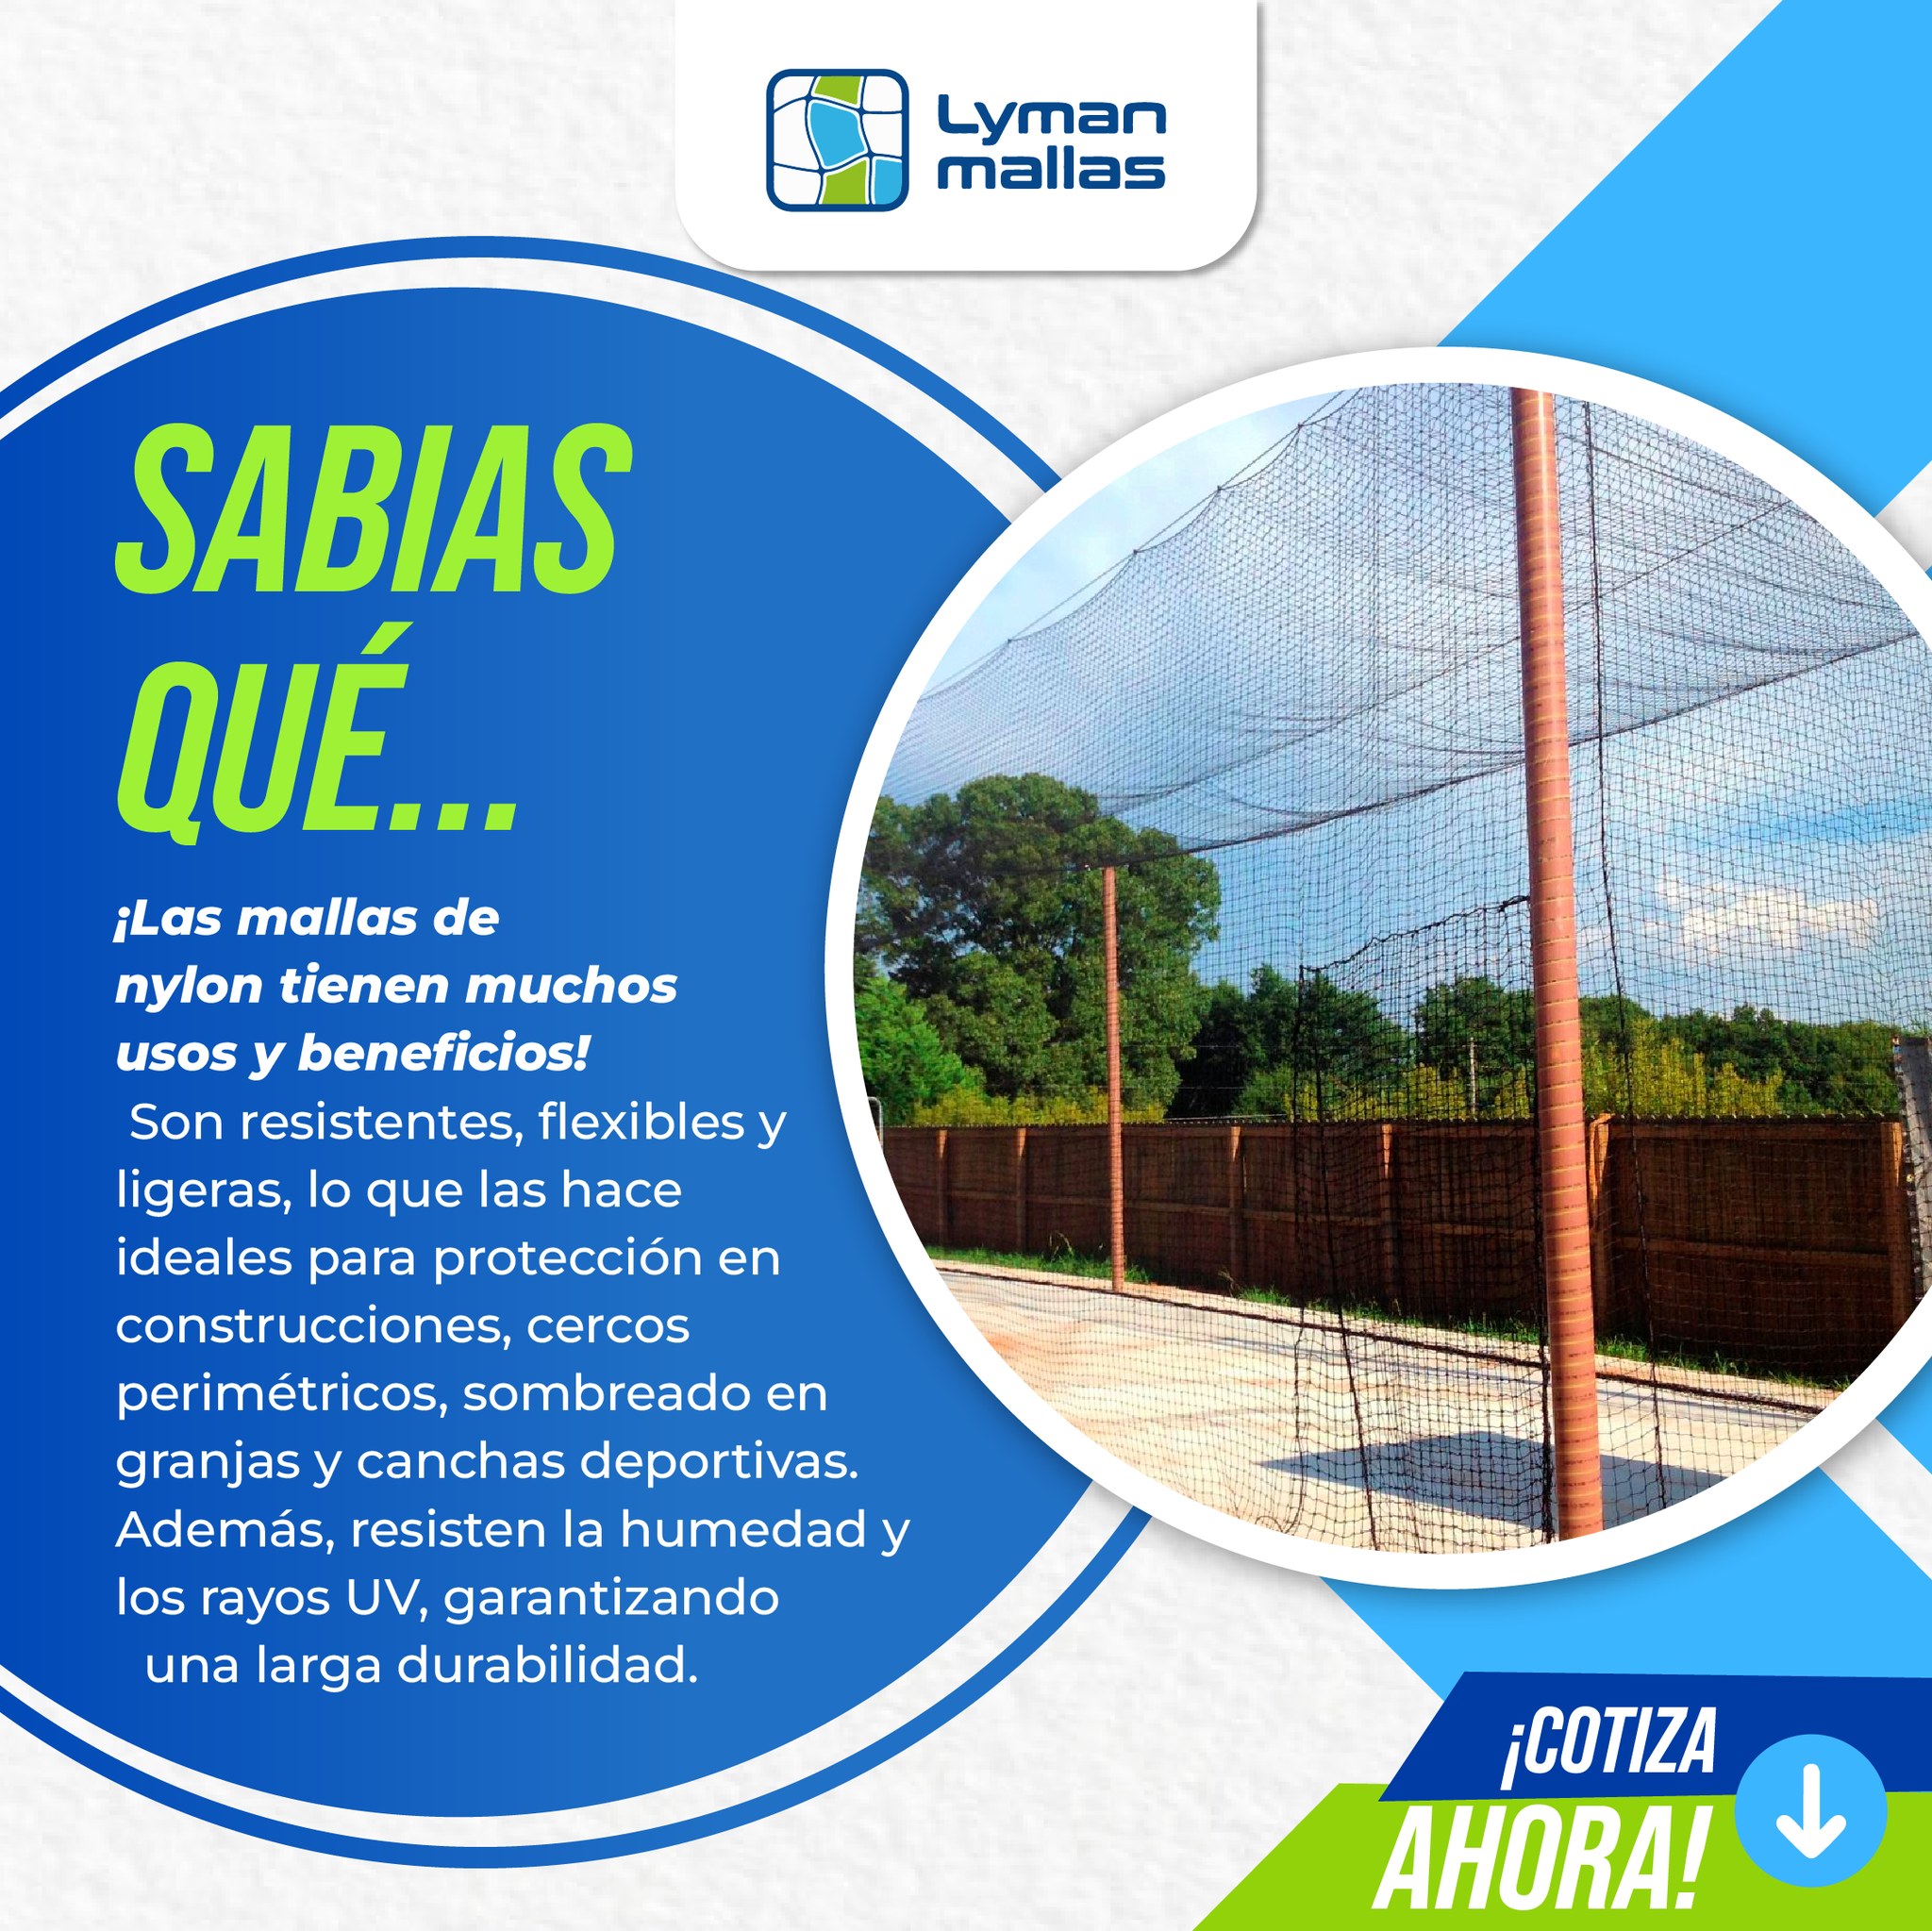 Lyman
mallas
SABIAS
QUÉ...
¡Las mallas de
nylon tienen muchos
usos y beneficios!
Son resistentes, flexibles y
ligeras, lo que las hace
ideales para protección en
construcciones, cercos
perimétricos, sombreado en
granjas y canchas deportivas.
Además, resisten la humedad y
los rayos UV, garantizando
una larga durabilidad.
¡COTIZA
AHORA!